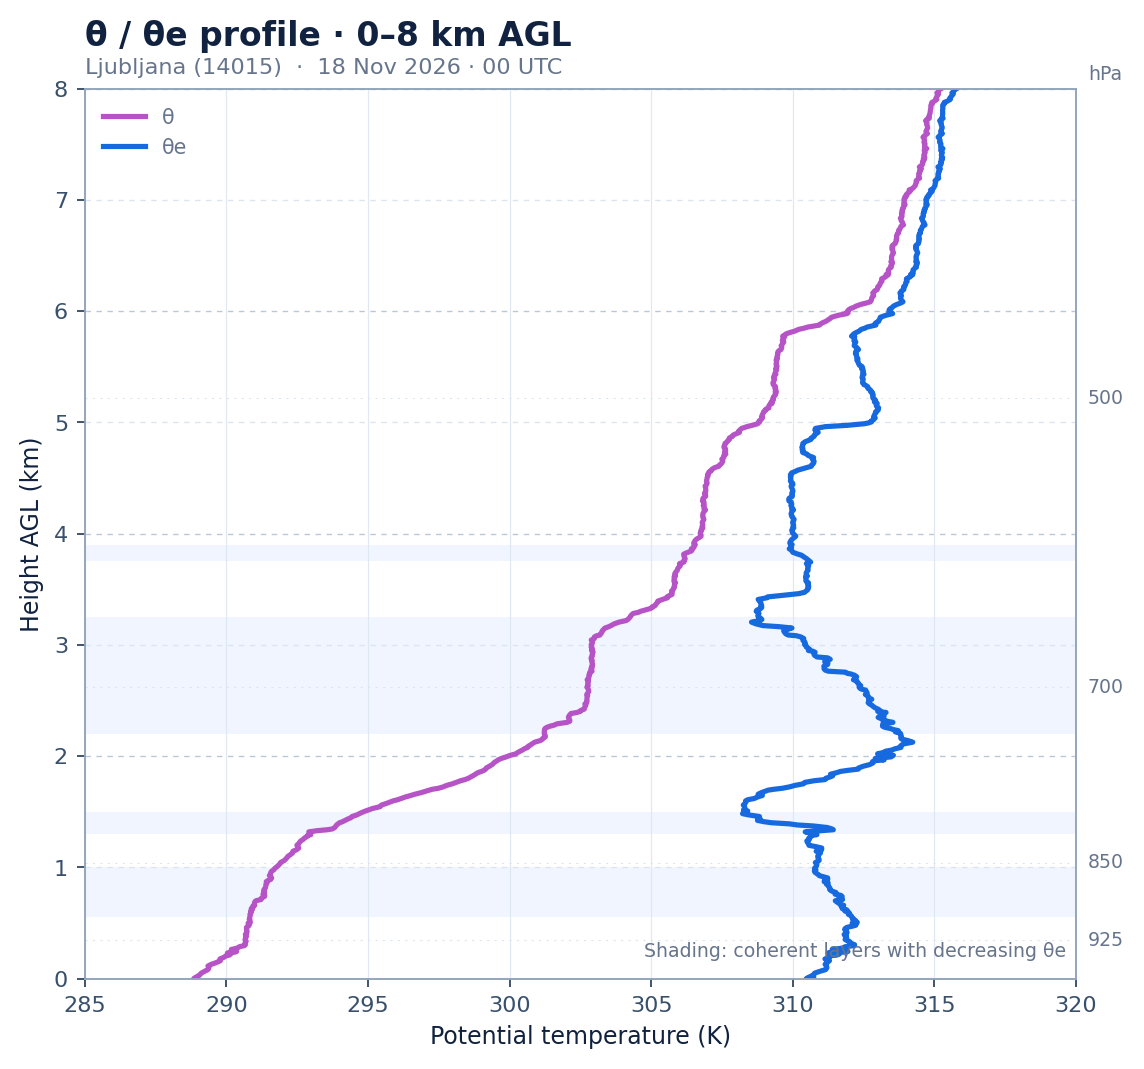 θ / θe profile · 0–8 km AGL
Ljubljana (14015) · 18 Nov 2026 · 00 UTC
hPa
8
7
6
5
4
3
2
1
0
Height AGL (km)
θ
θe
500
700
850
925
Shading: coherent layers with decreasing θe
285
290
295
300
305
310
315
320
Potential temperature (K)